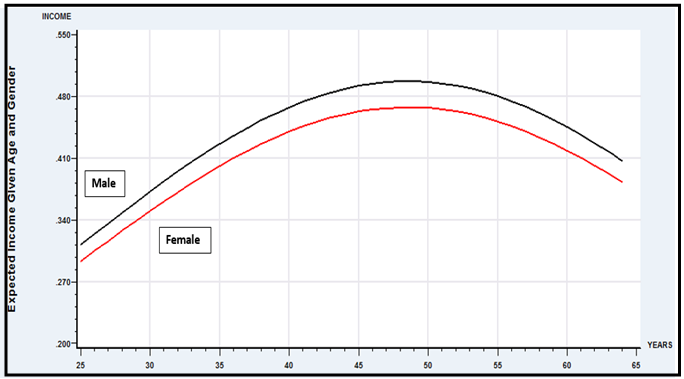 INCOME
Expected Income Given Age and Gender
.550
.480
.410
.340
.270
.200
Male
Female
25 30 35 40 45 50 55 60 65
YEARS